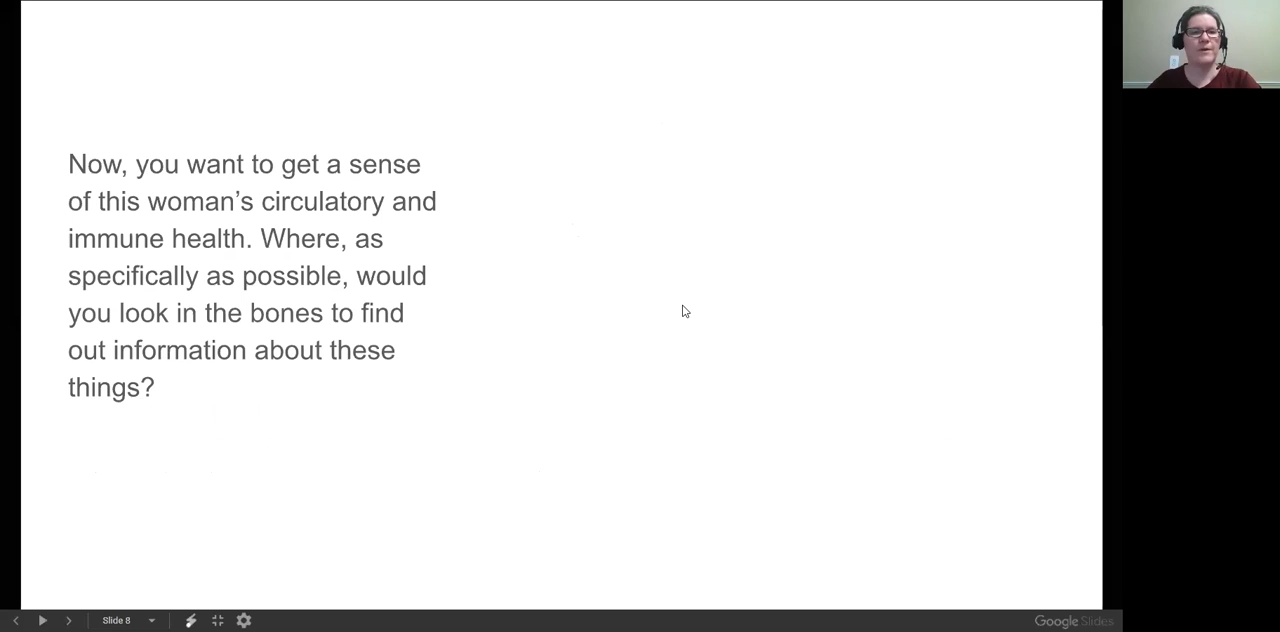 Now, you want to get a sense
of this woman’s circulatory and
immune health. Where, as
specifically as possible, would
you look in the bones to find
out information about these
things?
Slide 8
Google Slides